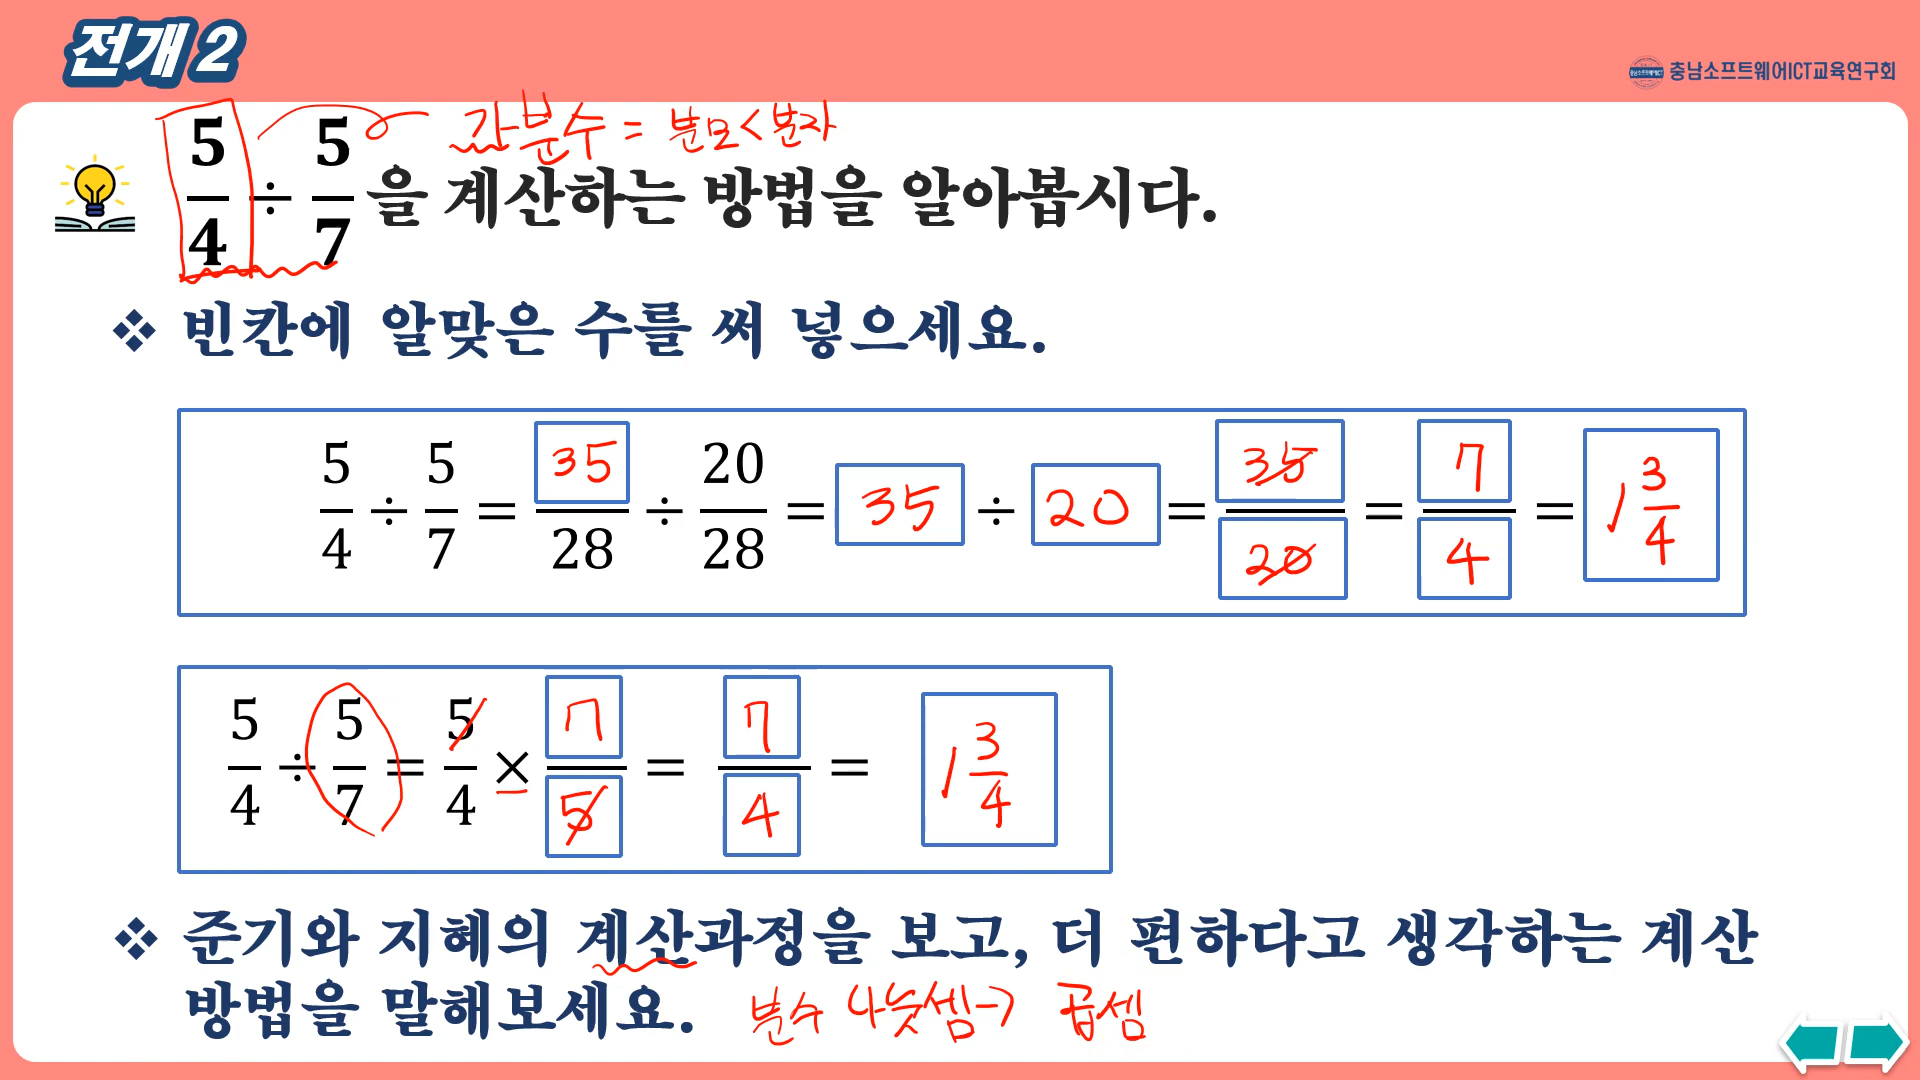 전개 2
충남소프트웨어ICT교육연구회
가분수 = 분모 < 분자
5/4 ÷ 5/7 을 계산하는 방법을 알아봅시다.
❖ 빈칸에 알맞은 수를 써 넣으세요.
5/4 ÷ 5/7 = 35/28 ÷ 20/28 = 35 ÷ 20 = 35/20 = 7/4 = 1 3/4
5/4 ÷ 5/7 = 5/4 × 7/5 = 7/4 = 1 3/4
❖ 준기와 지혜의 계산과정을 보고, 더 편하다고 생각하는 계산
방법을 말해보세요.
분수 나눗셈 → 곱셈